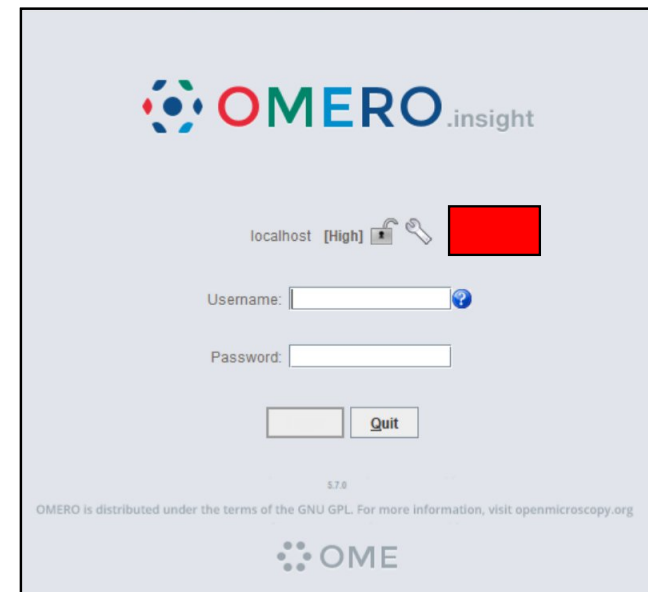 OMERO.insight
localhost [High]
Username:
Password:
Quit
5.7.0
OMERO is distributed under the terms of the GNU GPL. For more information, visit openmicroscopy.org
OME